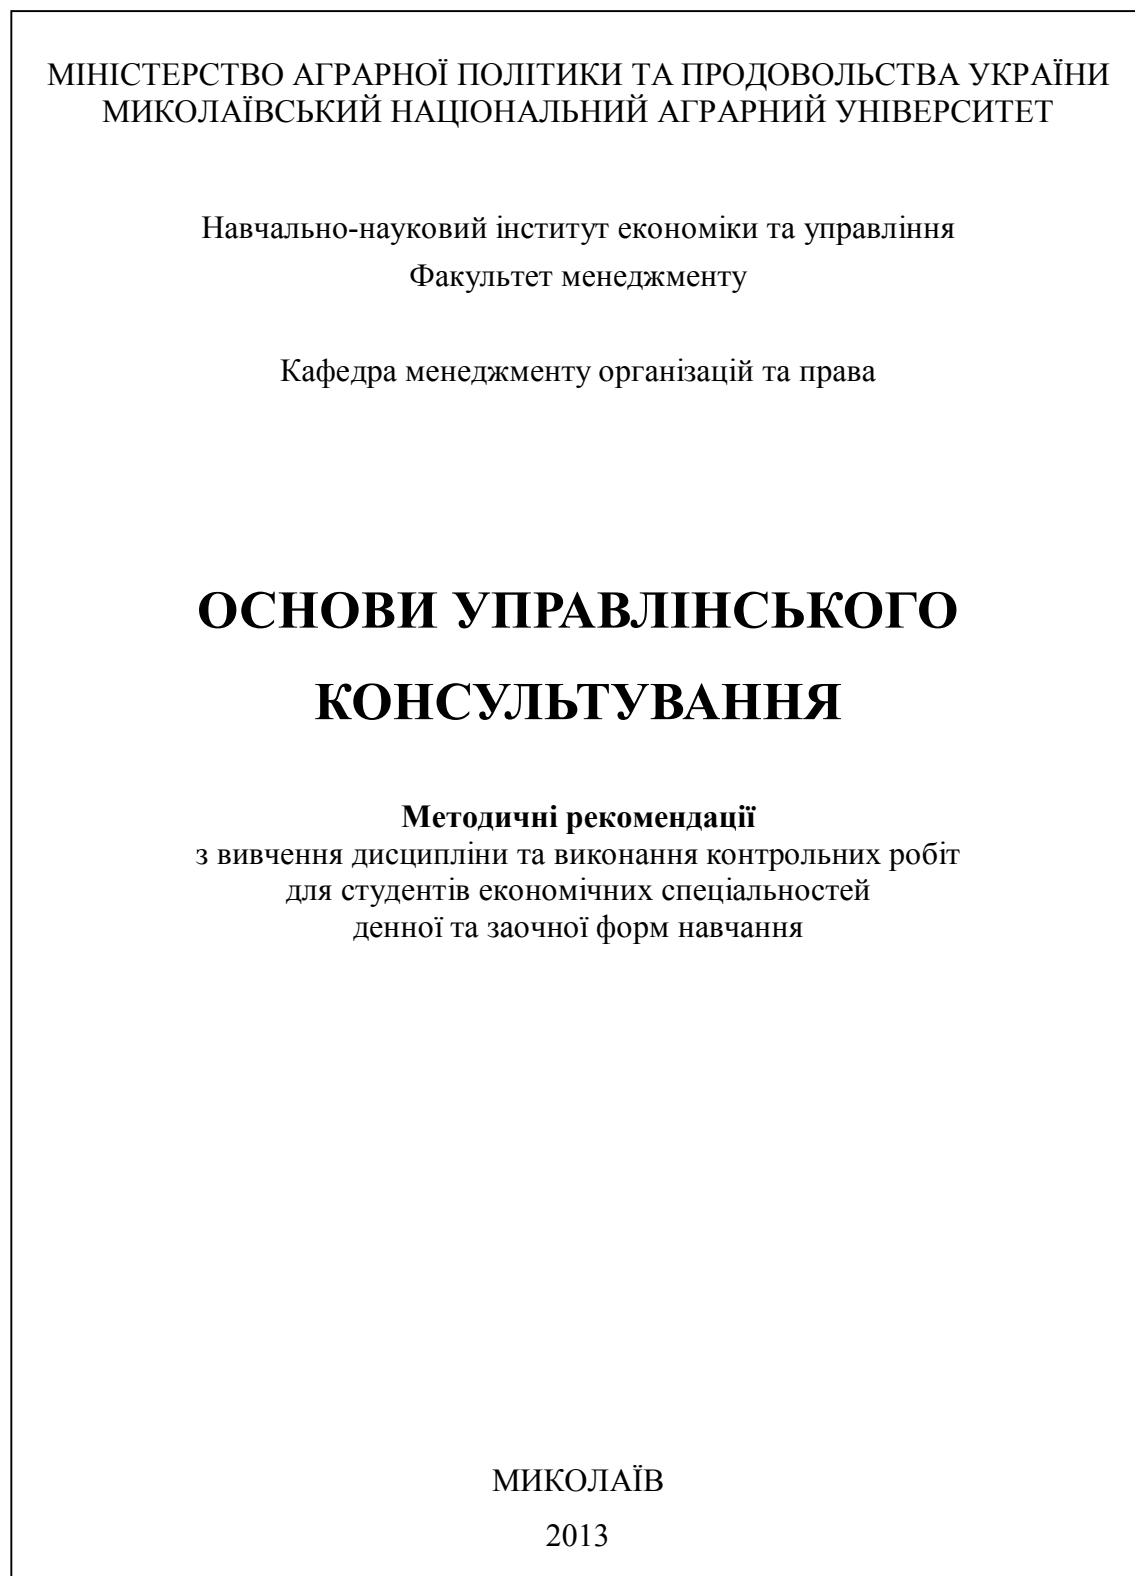 МІНІСТЕРСТВО АГРАРНОЇ ПОЛІТИКИ ТА ПРОДОВОЛЬСТВА УКРАЇНИ
МИКОЛАЇВСЬКИЙ НАЦІОНАЛЬНИЙ АГРАРНИЙ УНІВЕРСИТЕТ
Навчально-науковий інститут економіки та управління
Факультет менеджменту
Кафедра менеджменту організацій та права
ОСНОВИ УПРАВЛІНСЬКОГО
КОНСУЛЬТУВАННЯ
Методичні рекомендації
з вивчення дисципліни та виконання контрольних робіт
для студентів економічних спеціальностей
денної та заочної форм навчання
МИКОЛАЇВ
2013